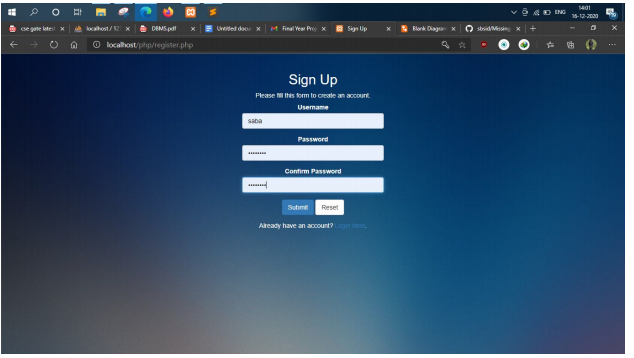 14:01
ENG
16-12-2020
cse gate latest
localhost / 127
DBMS.pdf
Untitled docu
Final Year Proj
Sign Up
Blank Diagram
sbsid/Missing
localhost/php/register.php
Sign Up
Please fill this form to create an account.
Username
saba
Password
••••••••
Confirm Password
••••••••
Submit Reset
Already have an account? Login here.